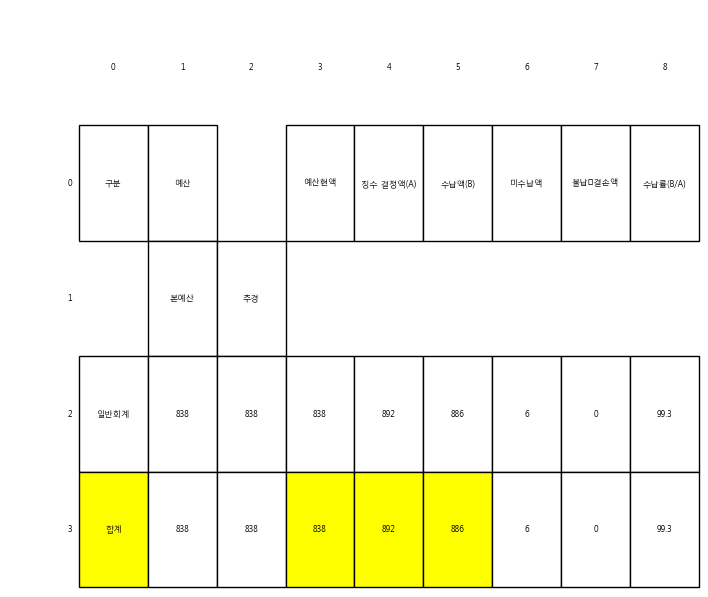 0 1 2 3 4 5 6 7 8
0 구분 예산 예산현액 징수 결정액(A) 수납액(B) 미수납액 불납□결손액 수납률(B/A)
1 본예산 추경
2 일반회계 838 838 838 892 886 6 0 99.3
3 합계 838 838 838 892 886 6 0 99.3